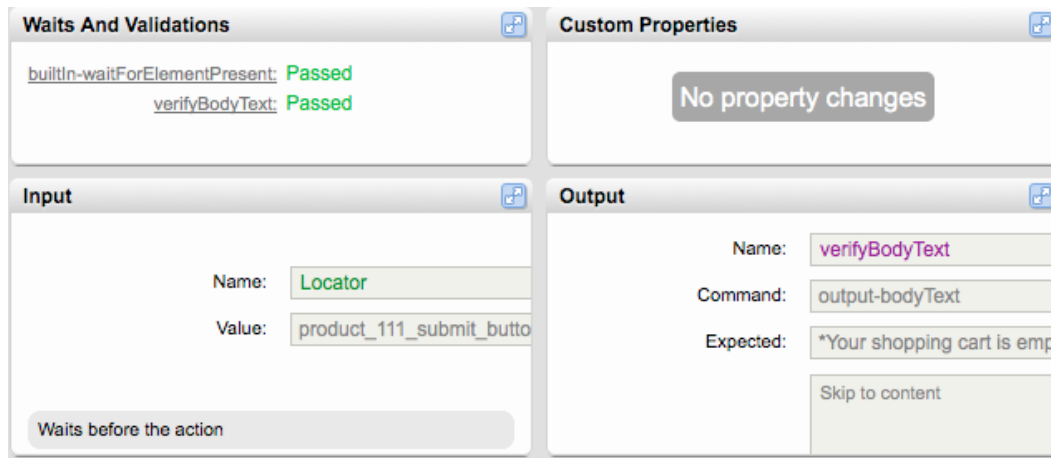 Waits And Validations
builtIn-waitForElementPresent: Passed
verifyBodyText: Passed
Custom Properties
No property changes
Input
Name: Locator
Value: product_111_submit_butto
Waits before the action
Output
Name: verifyBodyText
Command: output-bodyText
Expected: *Your shopping cart is emp
Skip to content